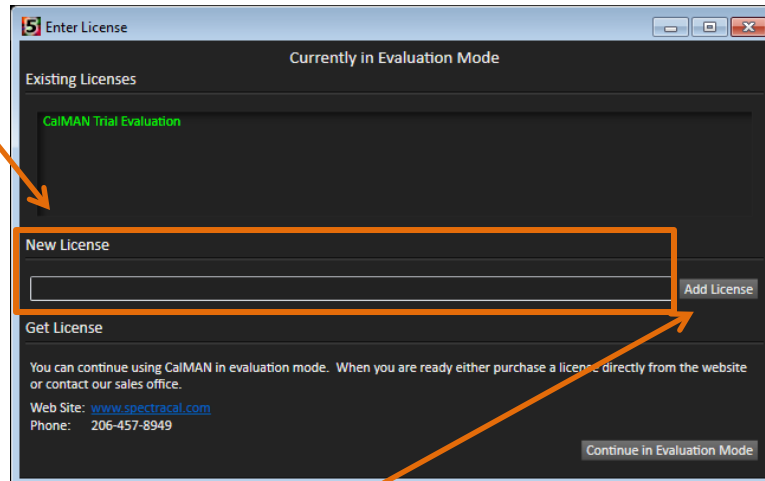 5 Enter License
Currently in Evaluation Mode
Existing Licenses
CalMAN Trial Evaluation
New License
Add License
Get License
You can continue using CalMAN in evaluation mode.  When you are ready either purchase a license directly from the website
or contact our sales office.
Web Site: www.spectracal.com
Phone: 206-457-8949
Continue in Evaluation Mode